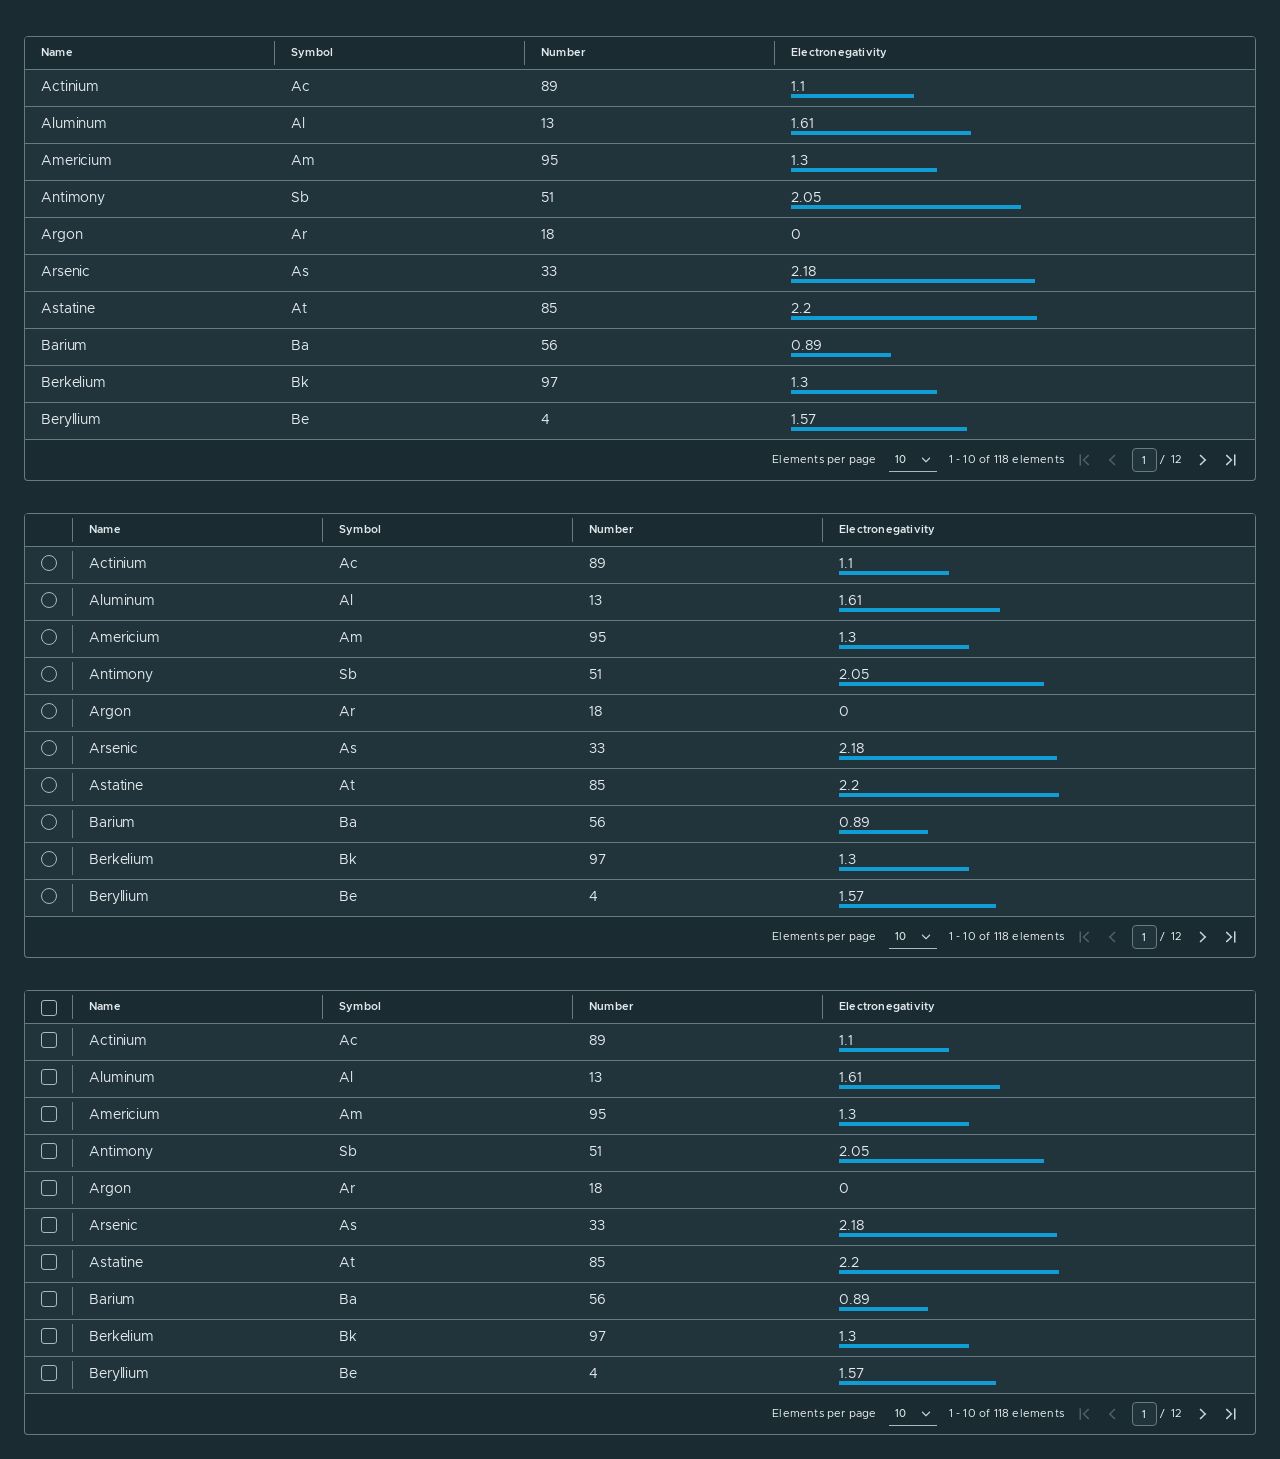 Name Symbol Number Electronegativity
Actinium Ac 89 1.1
Aluminum Al 13 1.61
Americium Am 95 1.3
Antimony Sb 51 2.05
Argon Ar 18 0
Arsenic As 33 2.18
Astatine At 85 2.2
Barium Ba 56 0.89
Berkelium Bk 97 1.3
Beryllium Be 4 1.57
Elements per page 10 1 - 10 of 118 elements 1 / 12
Name Symbol Number Electronegativity
Actinium Ac 89 1.1
Aluminum Al 13 1.61
Americium Am 95 1.3
Antimony Sb 51 2.05
Argon Ar 18 0
Arsenic As 33 2.18
Astatine At 85 2.2
Barium Ba 56 0.89
Berkelium Bk 97 1.3
Beryllium Be 4 1.57
Elements per page 10 1 - 10 of 118 elements 1 / 12
Name Symbol Number Electronegativity
Actinium Ac 89 1.1
Aluminum Al 13 1.61
Americium Am 95 1.3
Antimony Sb 51 2.05
Argon Ar 18 0
Arsenic As 33 2.18
Astatine At 85 2.2
Barium Ba 56 0.89
Berkelium Bk 97 1.3
Beryllium Be 4 1.57
Elements per page 10 1 - 10 of 118 elements 1 / 12